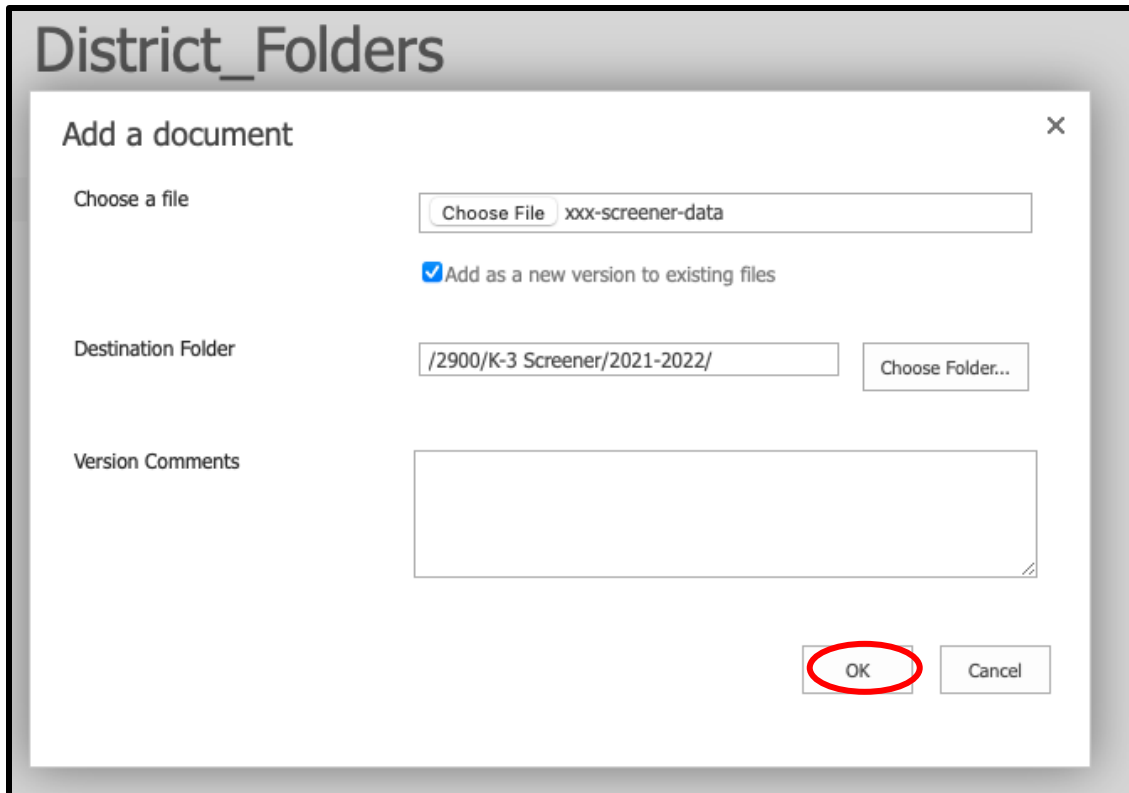 District_Folders
Add a document
×
Choose a file
Choose File xxx-screener-data
Add as a new version to existing files
Destination Folder
/2900/K-3 Screener/2021-2022/
Choose Folder...
Version Comments
OK Cancel